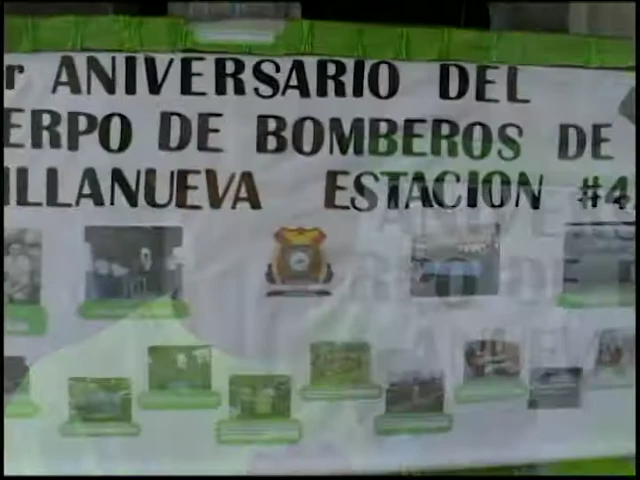 r ANIVERSARIO DEL
ERPO DE BOMBEROS DE
ILLANUEVA ESTACION #4